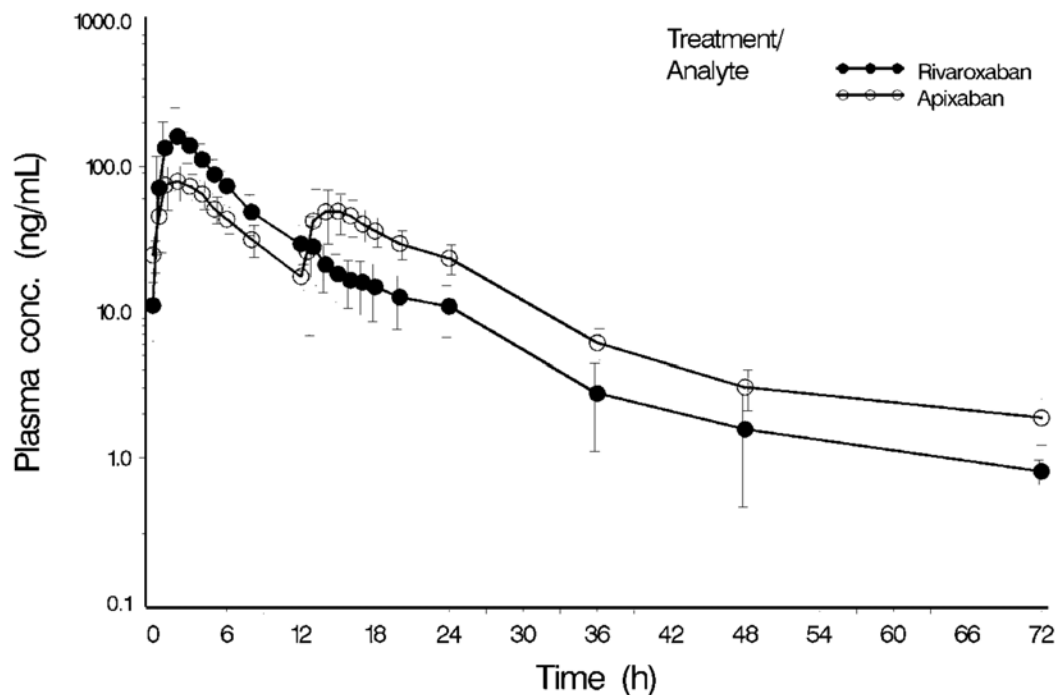 Treatment/
Analyte
Rivaroxaban
Apixaban
Plasma conc. (ng/mL)
1000.0
100.0
10.0
1.0
0.1
0 6 12 18 24 30 36 42 48 54 60 66 72
Time (h)